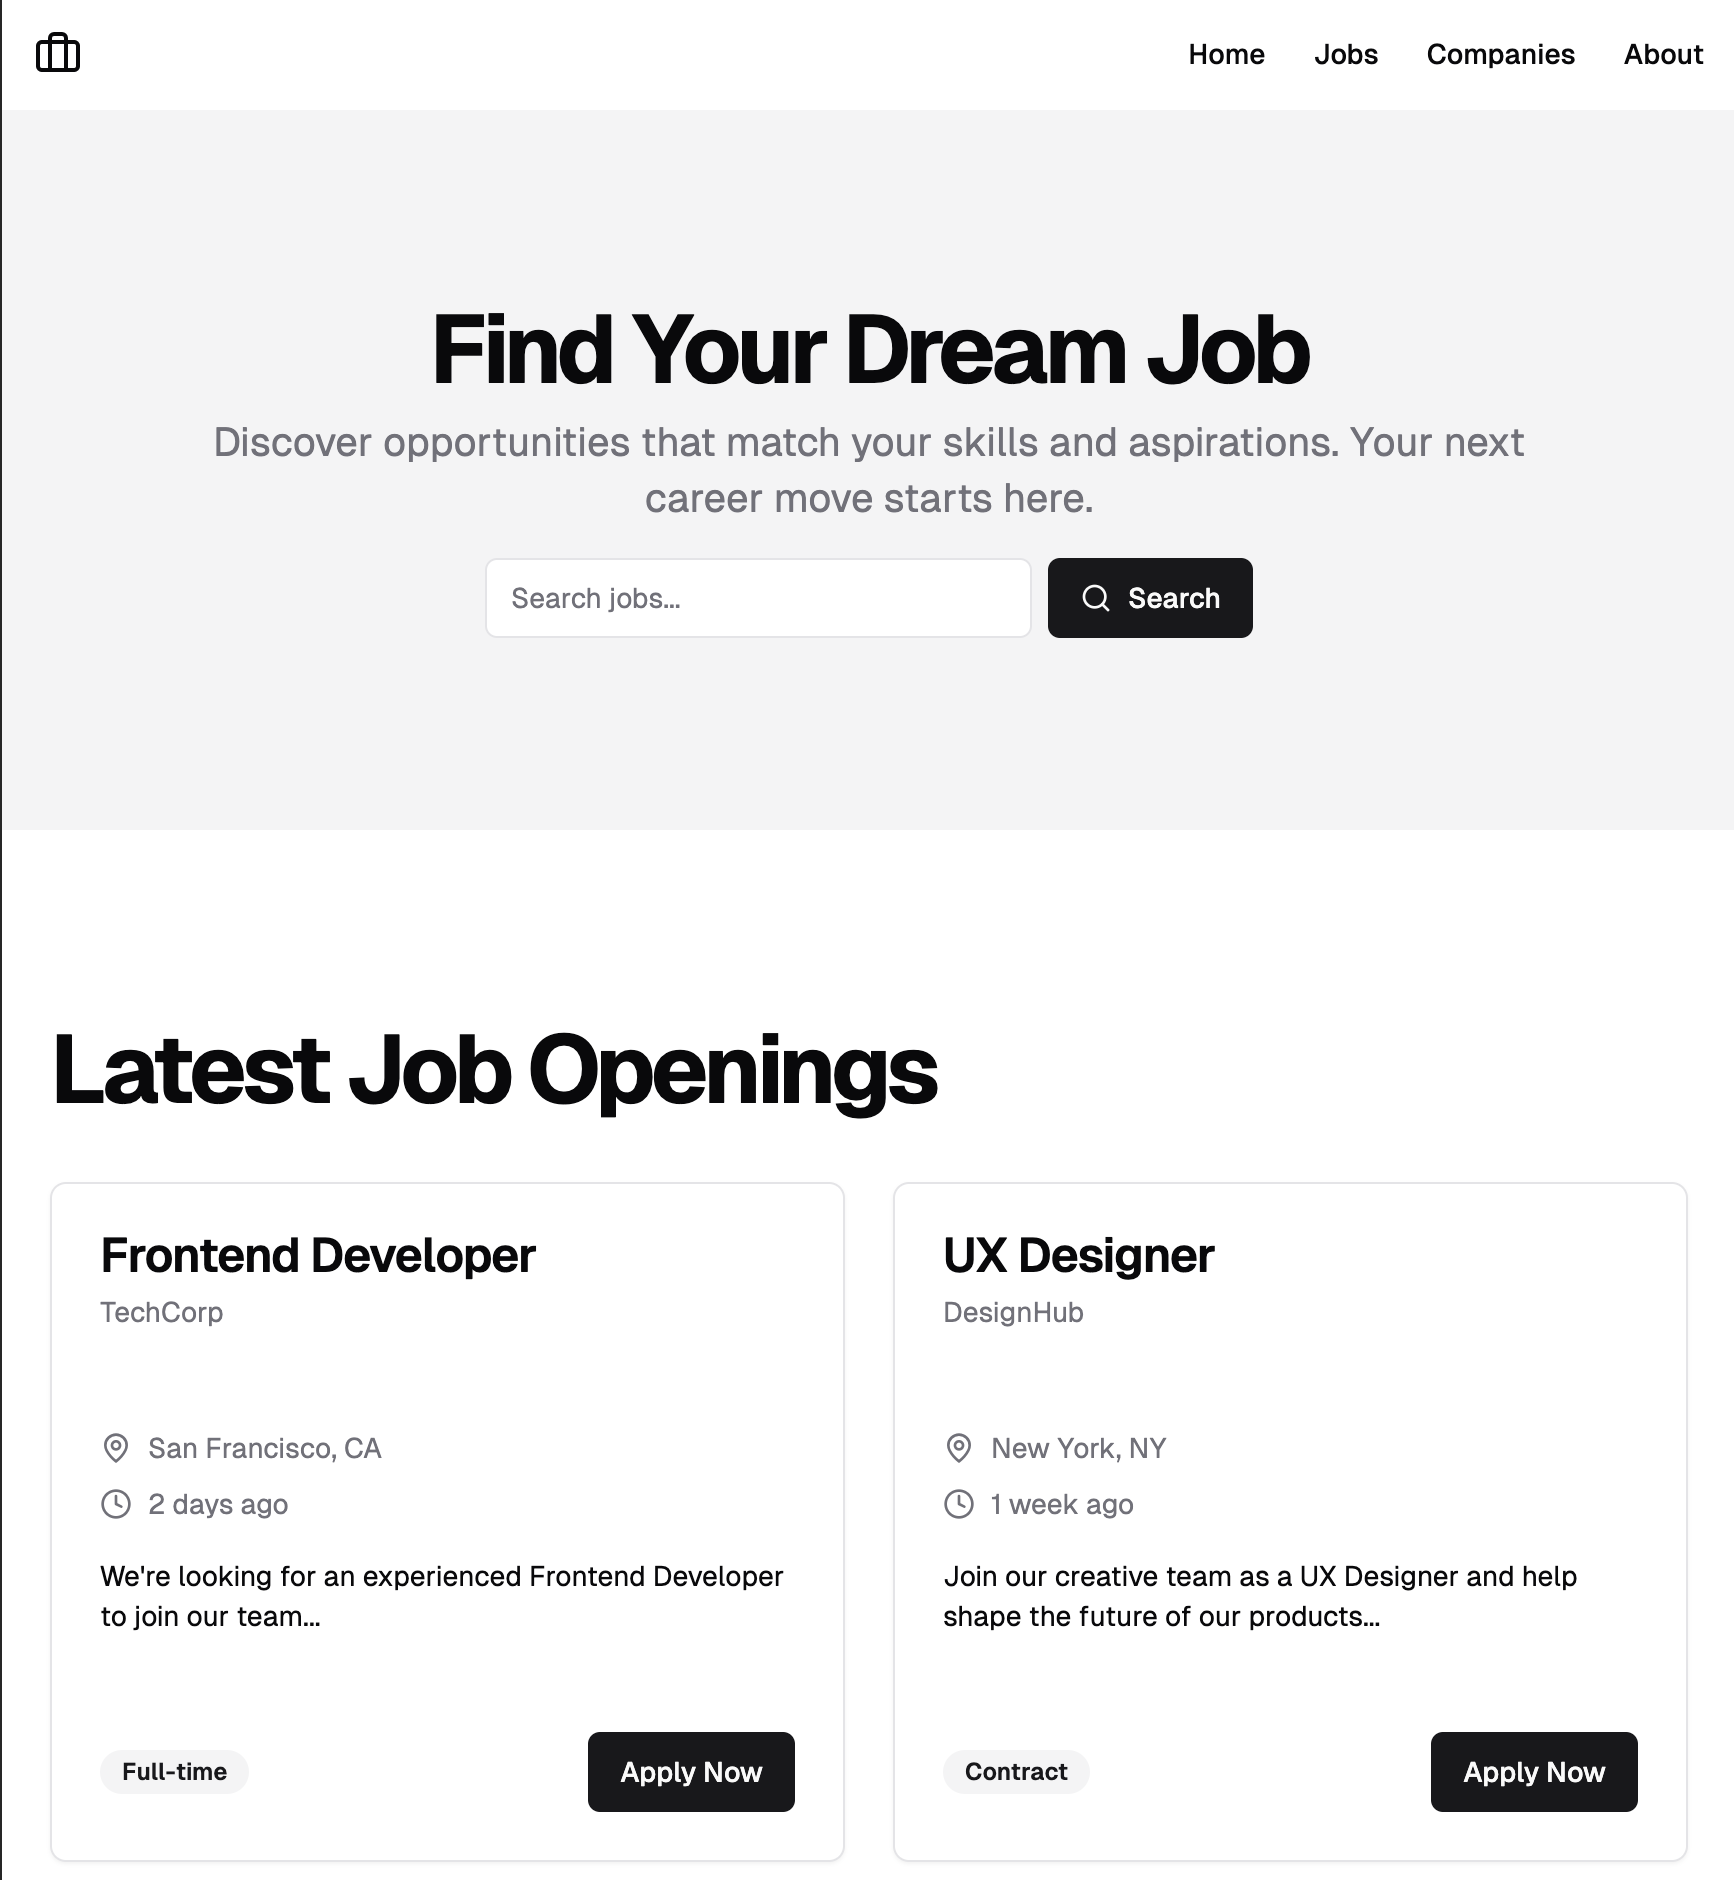 Home Jobs Companies About
Find Your Dream Job
Discover opportunities that match your skills and aspirations. Your next
career move starts here.
Search jobs...
Search
Latest Job Openings
Frontend Developer
TechCorp
San Francisco, CA
2 days ago
We're looking for an experienced Frontend Developer
to join our team...
Full-time
Apply Now
UX Designer
DesignHub
New York, NY
1 week ago
Join our creative team as a UX Designer and help
shape the future of our products...
Contract
Apply Now